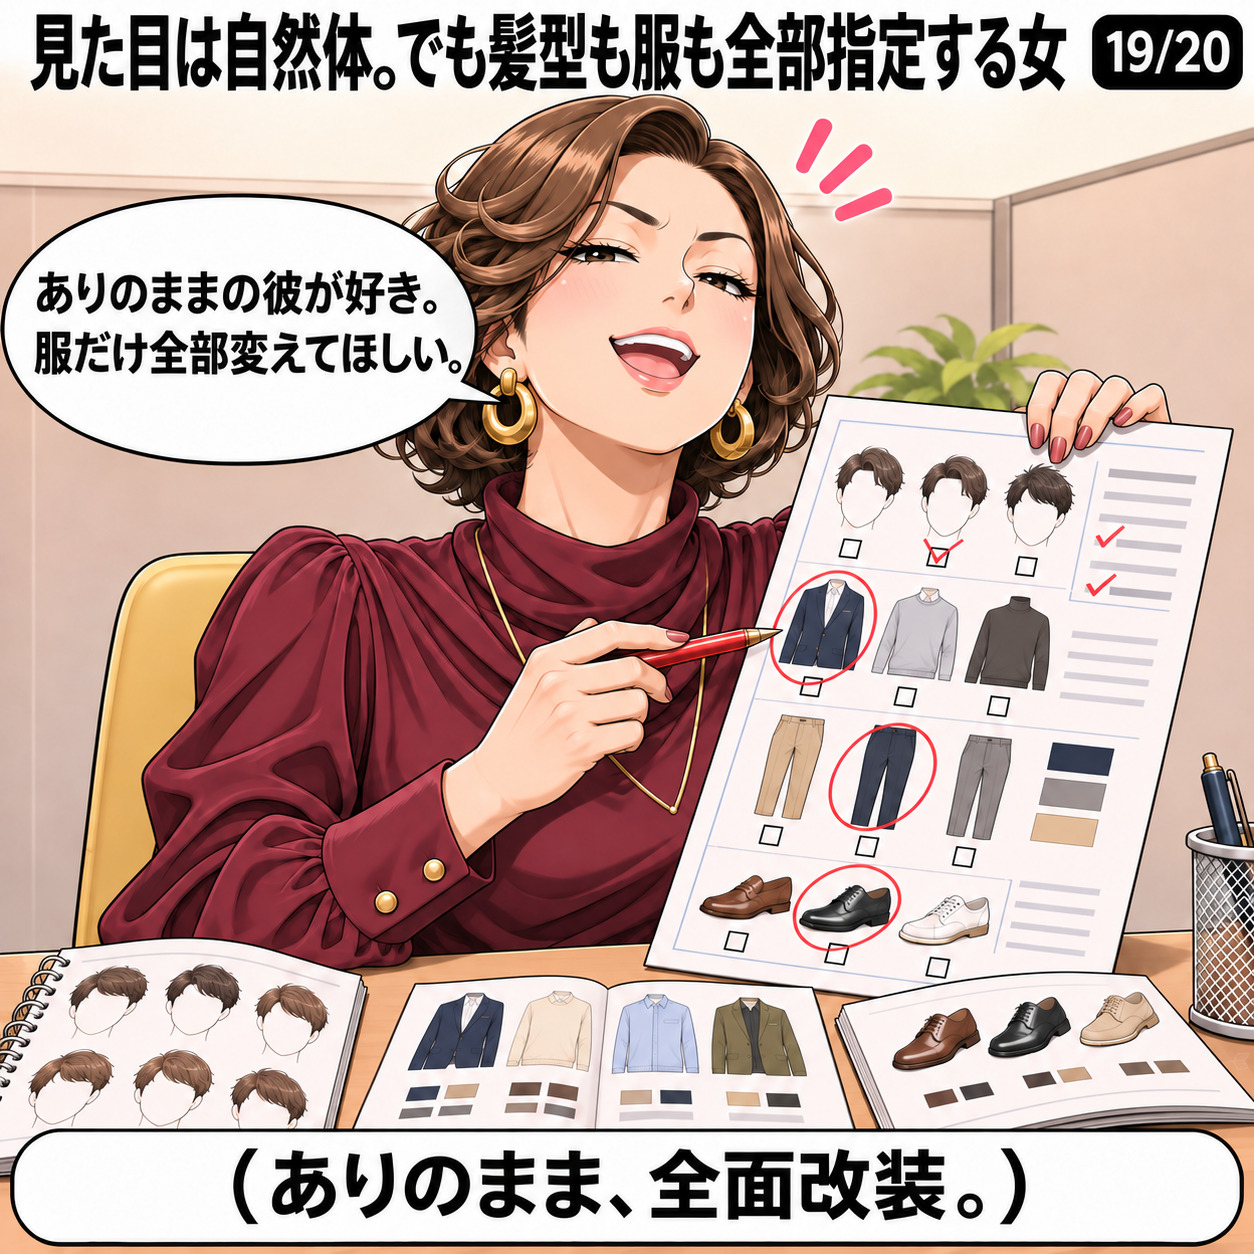 見た目は自然体。でも髪型も服も全部指定する女
19/20
ありのままの彼が好き。
服だけ全部変えてほしい。
（ありのまま、全面改装。）